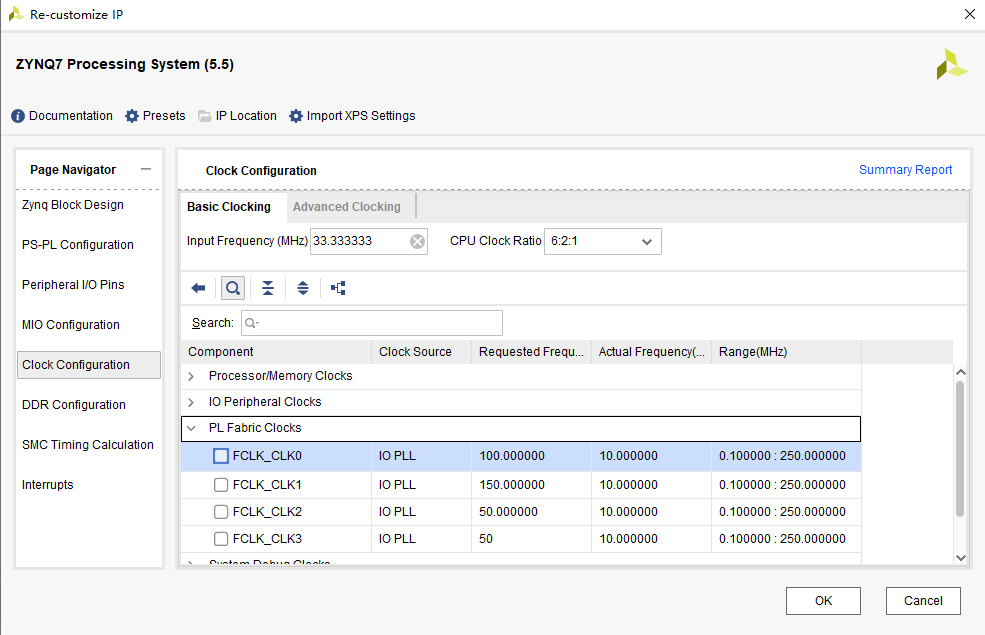 Re-customize IP
ZYNQ7 Processing System (5.5)
Documentation Presets IP Location Import XPS Settings
Page Navigator
Zynq Block Design
PS-PL Configuration
Peripheral I/O Pins
MIO Configuration
Clock Configuration
DDR Configuration
SMC Timing Calculation
Interrupts
Clock Configuration Summary Report
Basic Clocking Advanced Clocking
Input Frequency (MHz) 33.333333 CPU Clock Ratio 6:2:1
Search:
Component Clock Source Requested Frequ... Actual Frequency(... Range(MHz)
Processor/Memory Clocks
IO Peripheral Clocks
PL Fabric Clocks
FCLK_CLK0 IO PLL 100.000000 10.000000 0.100000 : 250.000000
FCLK_CLK1 IO PLL 150.000000 10.000000 0.100000 : 250.000000
FCLK_CLK2 IO PLL 50.000000 10.000000 0.100000 : 250.000000
FCLK_CLK3 IO PLL 50 10.000000 0.100000 : 250.000000
System Debug Clocks
OK Cancel